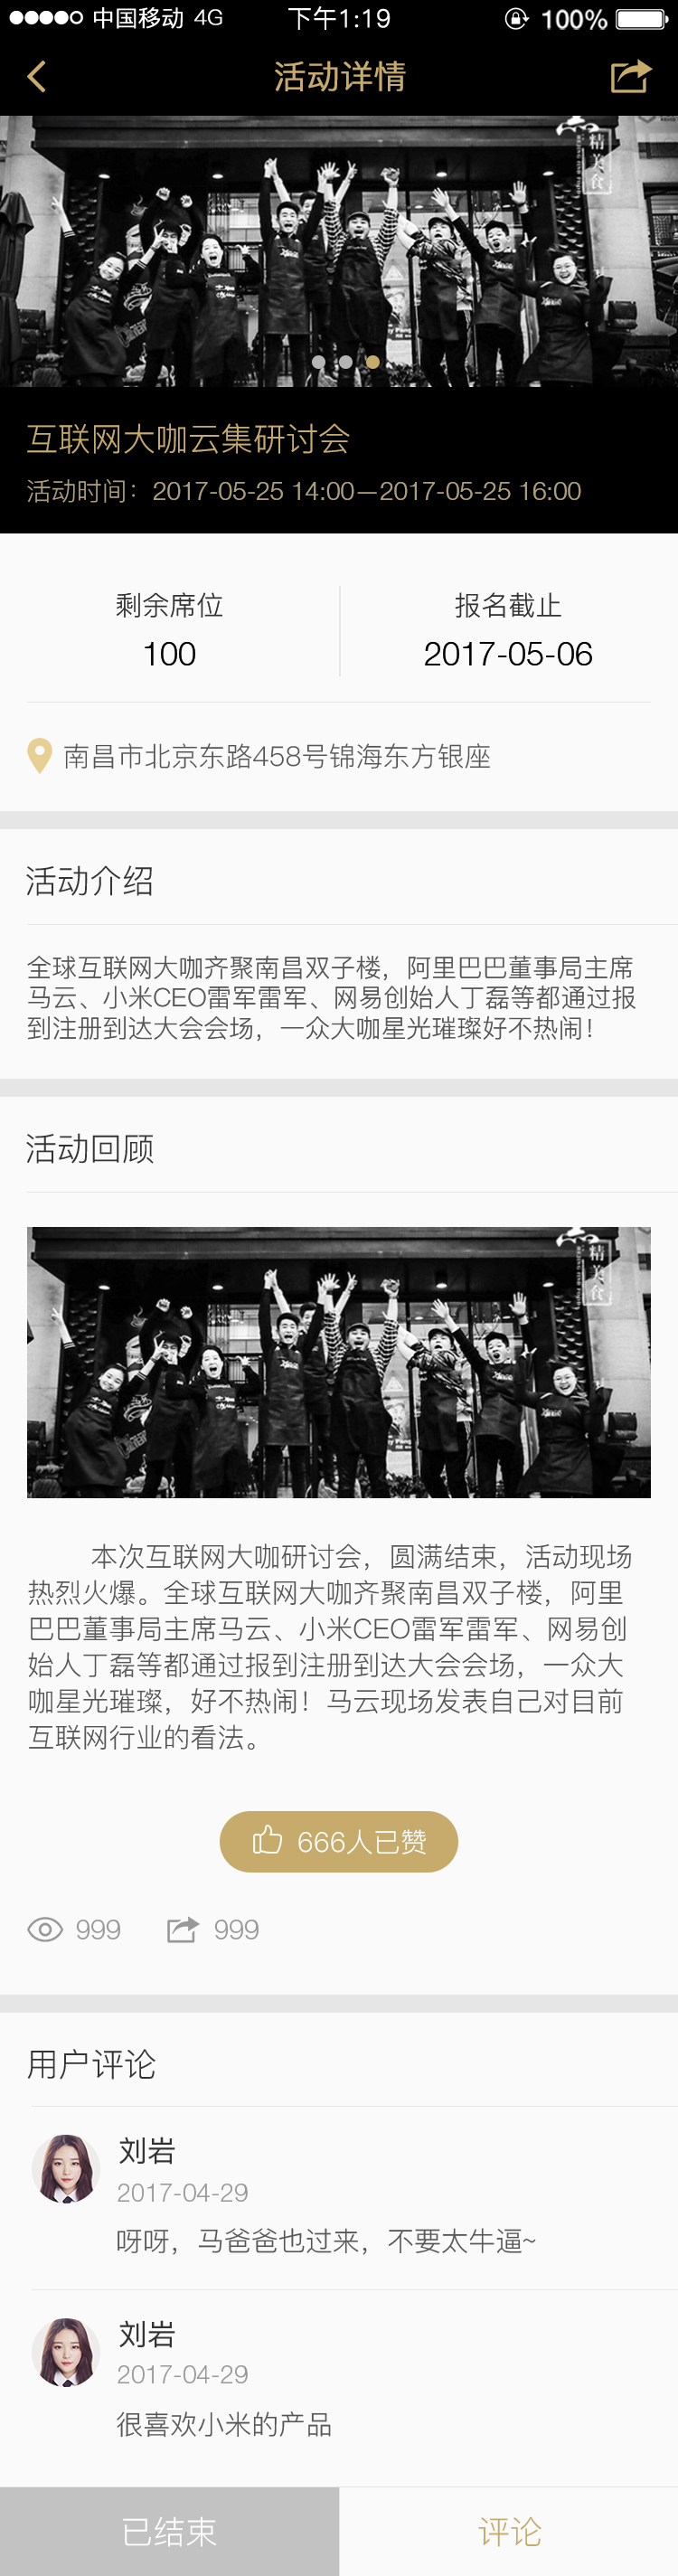 中国移动 4G 下午1:19 100%
活动详情
精美食
互联网大咖云集研讨会
活动时间：2017-05-25 14:00—2017-05-25 16:00
剩余席位 报名截止
100 2017-05-06
南昌市北京东路458号锦海东方银座
活动介绍
全球互联网大咖齐聚南昌双子楼，阿里巴巴董事局主席
马云、小米CEO雷军雷军、网易创始人丁磊等都通过报
到注册到达大会会场，一众大咖星光璀璨好不热闹！
活动回顾
精美食
本次互联网大咖研讨会，圆满结束，活动现场
热烈火爆。全球互联网大咖齐聚南昌双子楼，阿里
巴巴董事局主席马云、小米CEO雷军雷军、网易创
始人丁磊等都通过报到注册到达大会会场，一众大
咖星光璀璨，好不热闹！马云现场发表自己对目前
互联网行业的看法。
666人已赞
999 999
用户评论
刘岩
2017-04-29
呀呀，马爸爸也过来，不要太牛逼~
刘岩
2017-04-29
很喜欢小米的产品
已结束 评论